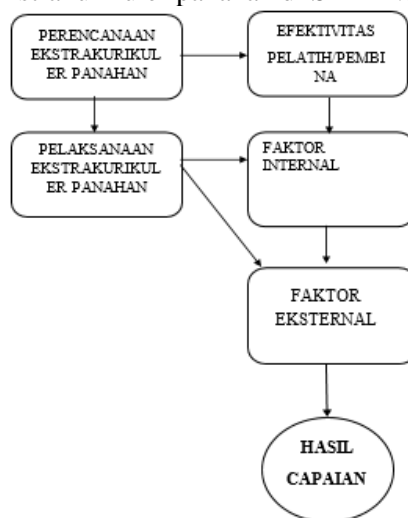 PERENCANAAN
EKSTRAKURIKUL
ER PANAHAN
EFEKTIVITAS
PELATIH/PEMBI
NA
PELAKSANAAN
EKSTRAKURIKUL
ER PANAHAN
FAKTOR
INTERNAL
FAKTOR
EKSTERNAL
HASIL
CAPAIAN